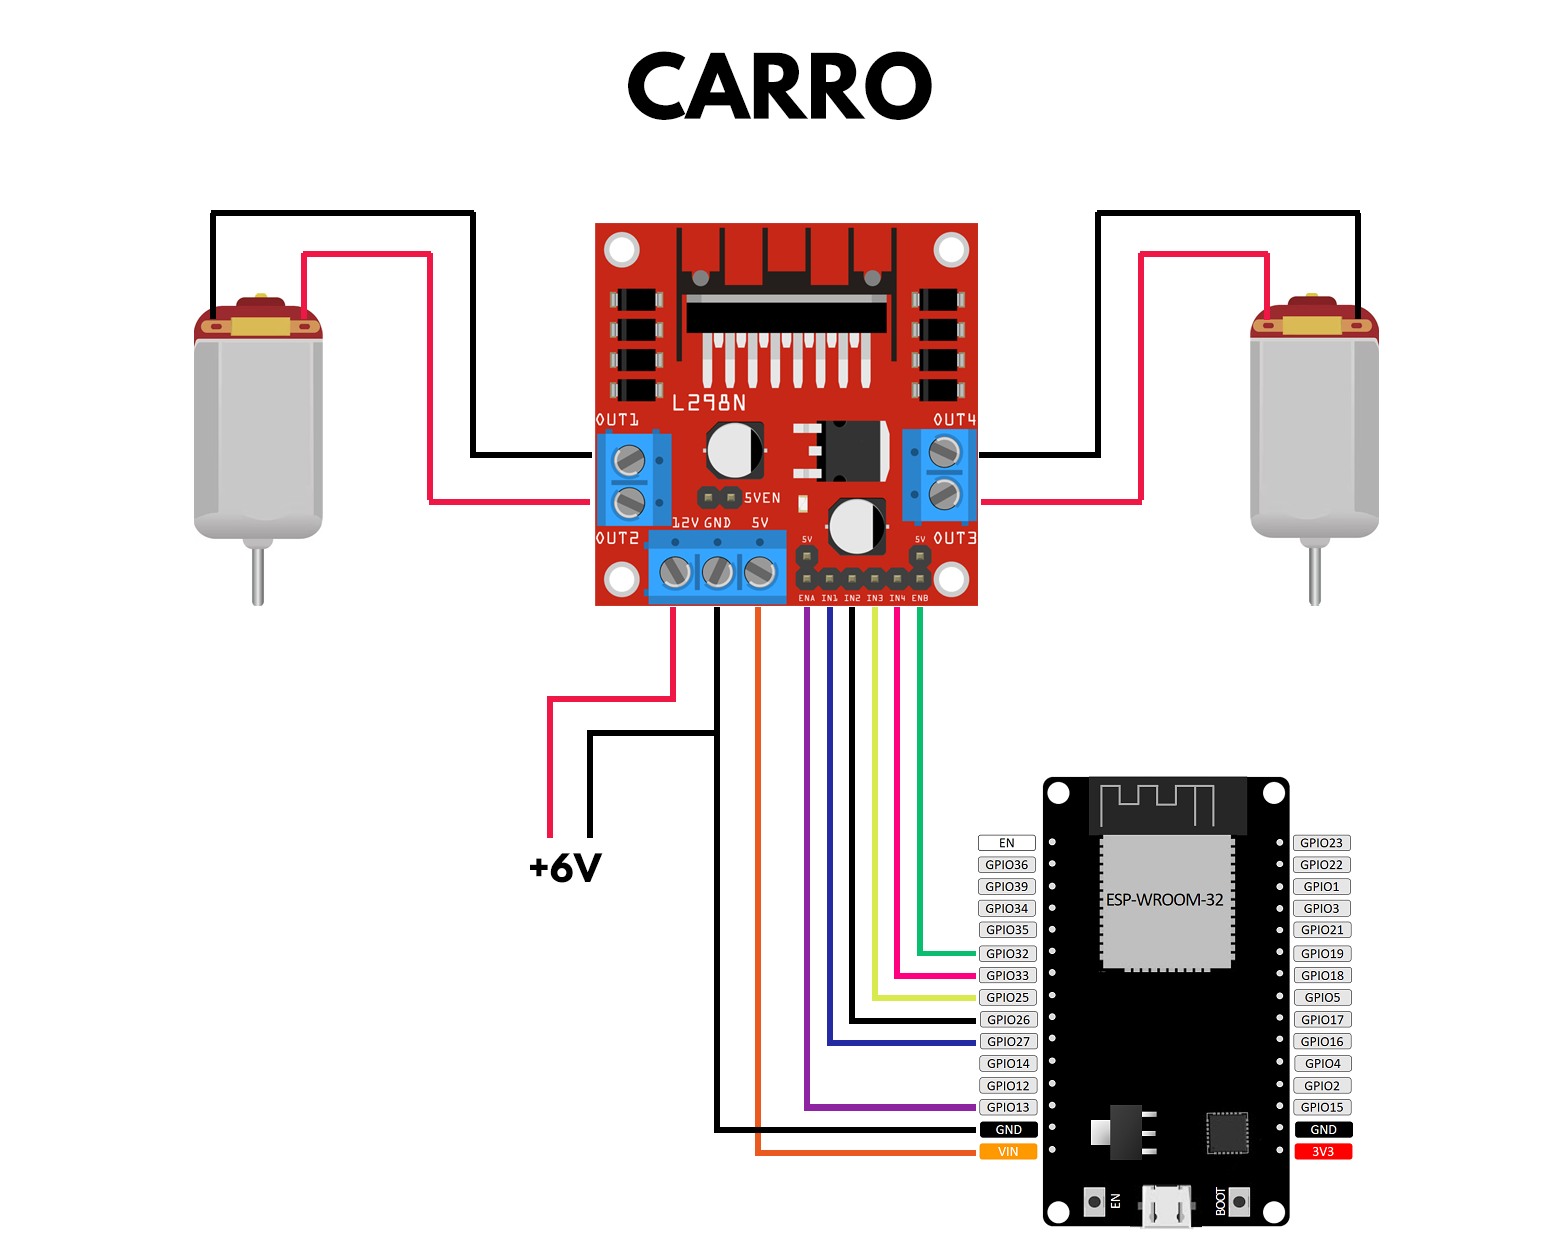 CARRO
L298N
OUT1
OUT4
5VEN
12V GND 5V
OUT2
OUT3
5V
5V
ENA IN1 IN2 IN3 IN4 ENB
+6V
ESP-WROOM-32
EN
GPIO36
GPIO39
GPIO34
GPIO35
GPIO32
GPIO33
GPIO25
GPIO26
GPIO27
GPIO14
GPIO12
GPIO13
GND
VIN
GPIO23
GPIO22
GPIO1
GPIO3
GPIO21
GPIO19
GPIO18
GPIO5
GPIO17
GPIO16
GPIO4
GPIO2
GPIO15
GND
3V3
EN
BOOT